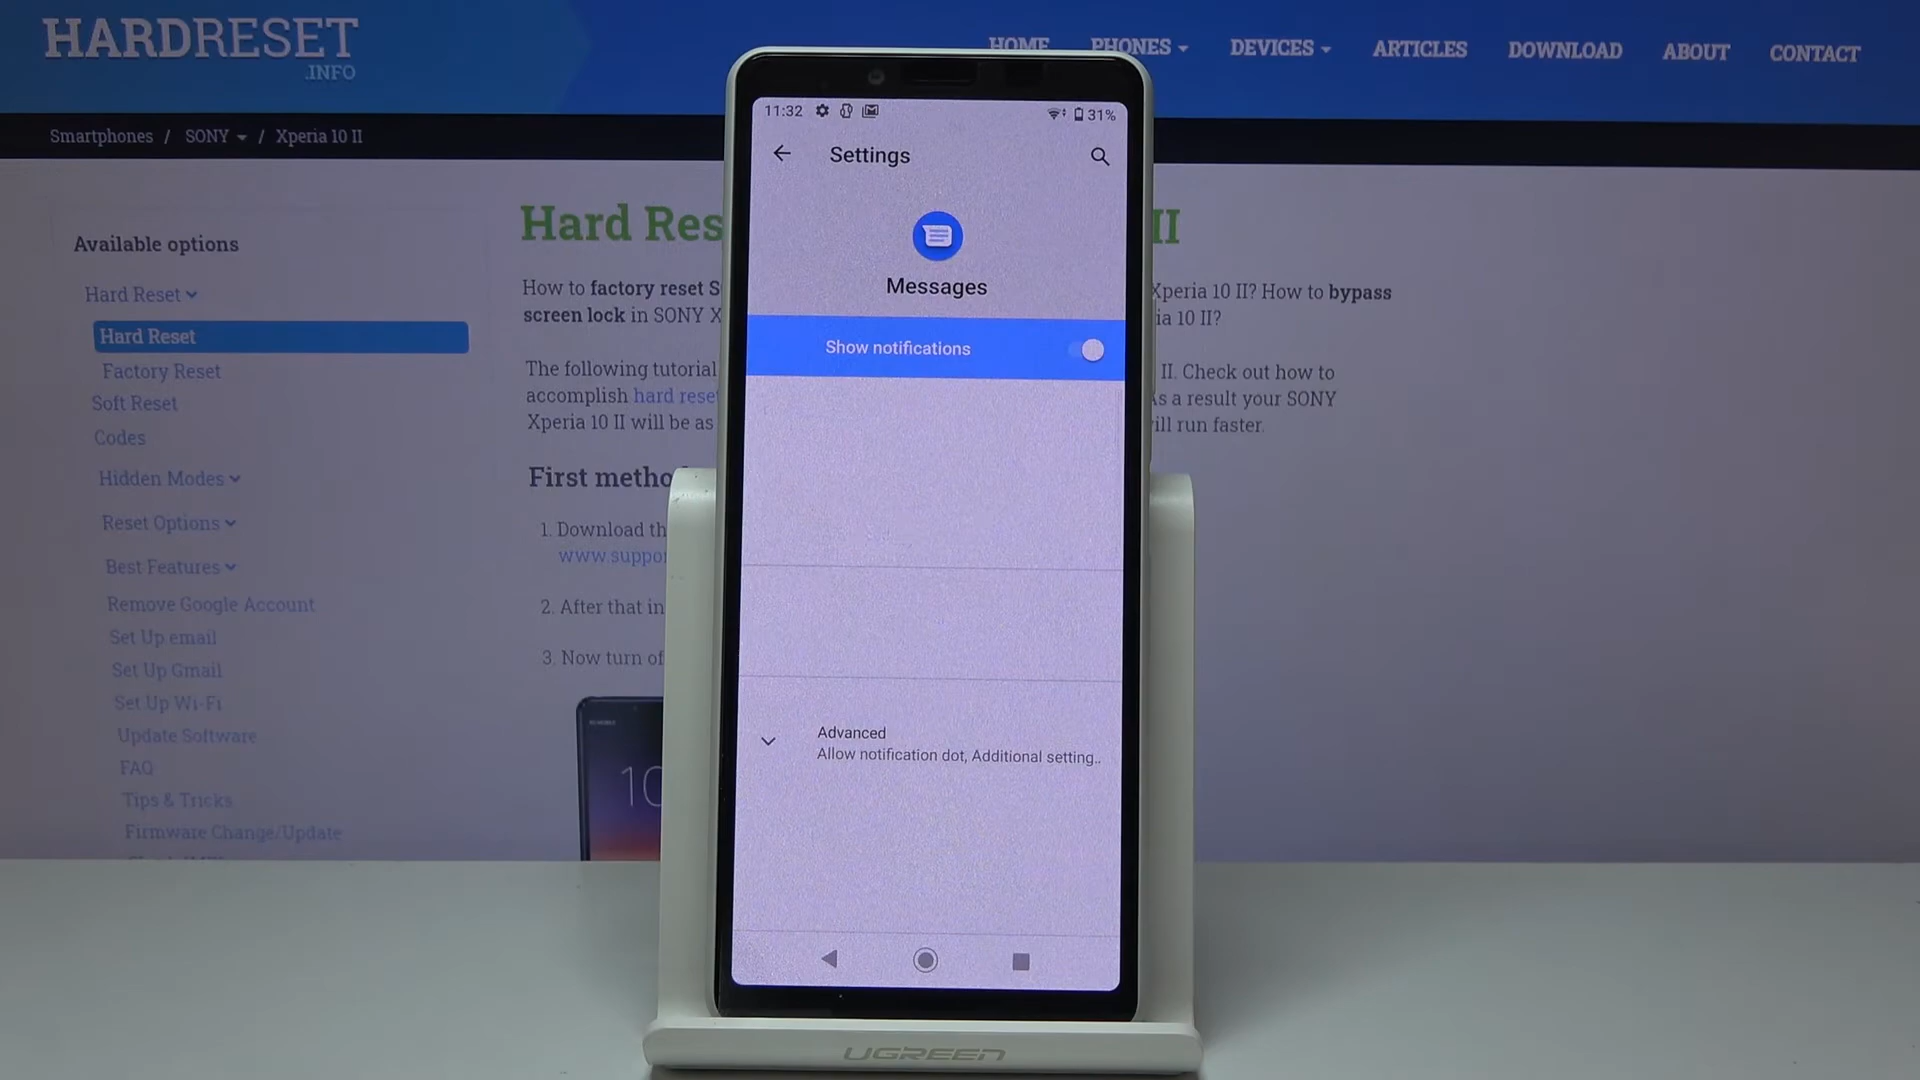 HARDRESET
.INFO
HOME PHONES DEVICES ARTICLES DOWNLOAD ABOUT CONTACT
Smartphones / SONY / Xperia 10 II
Available options
Hard Reset
Hard Reset
Factory Reset
Soft Reset
Codes
Hidden Modes
Reset Options
Best Features
Remove Google Account
Set Up email
Set Up Gmail
Set Up Wi-Fi
Update Software
FAQ
Tips & Tricks
Firmware Change/Update
Hard Res
II
How to factory reset S
Xperia 10 II? How to bypass
screen lock in SONY X
ia 10 II?
The following tutorial
II. Check out how to
accomplish hard reset
As a result your SONY
Xperia 10 II will be as
will run faster.
First metho
1. Download th
www.suppor
2. After that in
3. Now turn of
10
11:32
31%
Settings
Messages
Show notifications
Advanced
Allow notification dot, Additional setting..
UGREEN